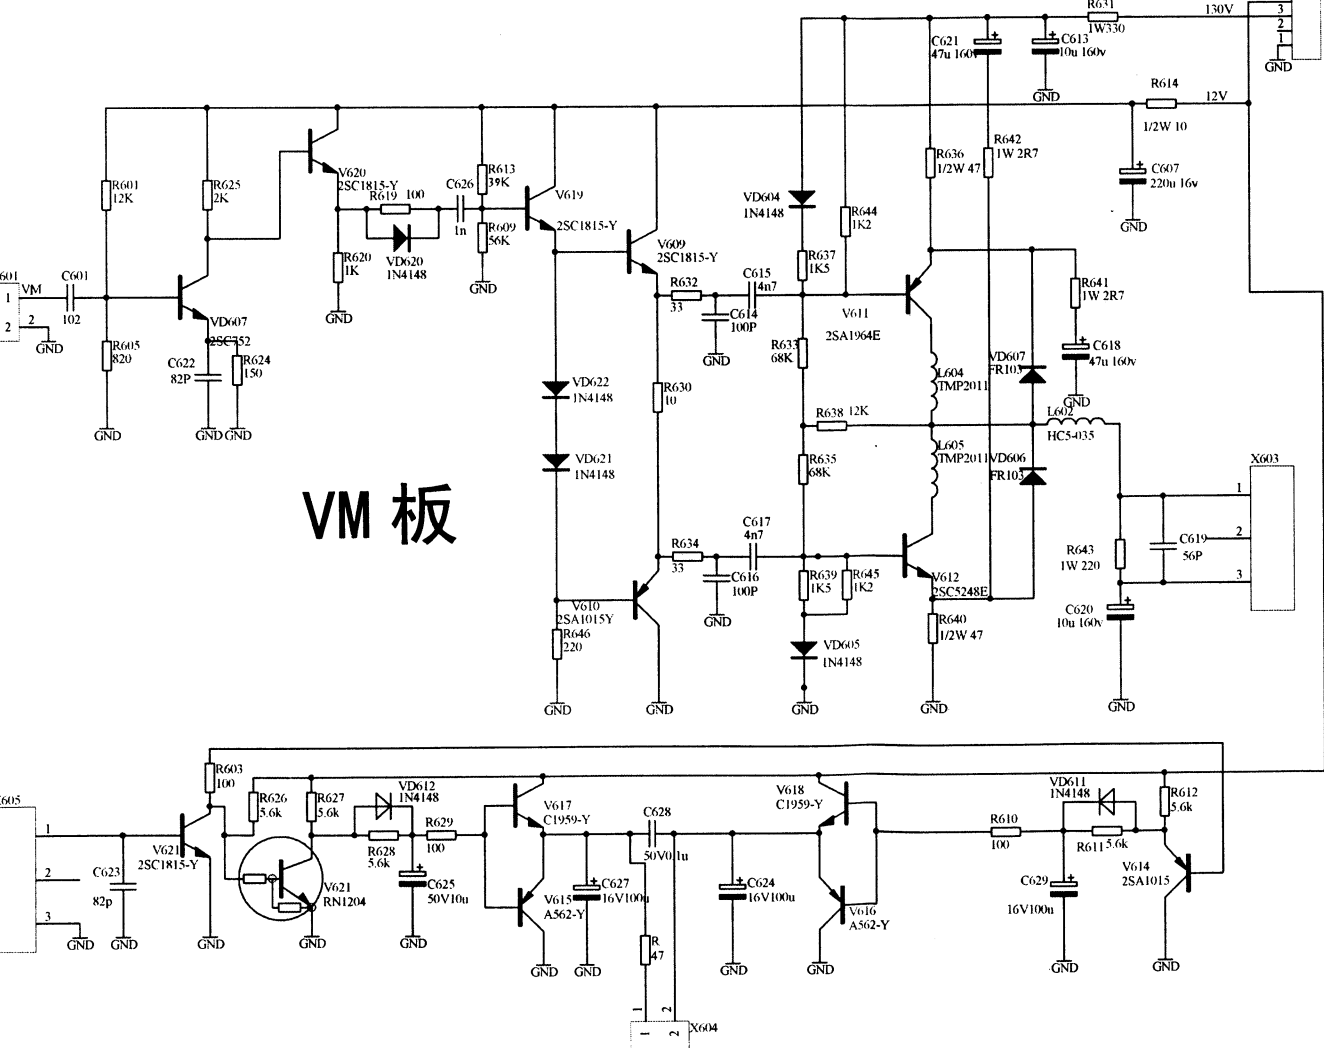 R631
130V
3
1W330
2
1
GND
C621
47u 160v
C613
10u 160v
GND
R614
12V
1/2W 10
C607
220u 16v
GND
R601
12K
R625
2K
V620
2SC1815-Y
R619 100
VD620
1N4148
R620
1K
GND
C626
1n
R613
39K
R609
56K
GND
V619
2SC1815-Y
V609
2SC1815-Y
VD604
1N4148
R644
1K2
R637
1K5
R636
1/2W 47
R642
1W 2R7
601
1
VM
2
2
GND
C601
102
R605
820
GND
VD607
2SC752
C622
82P
R624
150
GND
GND
R632
33
C615
4n7
C614
100P
GND
V611
2SA1964E
R641
1W 2R7
C618
47u 160v
GND
R633
68K
VD607
FR103
L604
TMP2011
VD622
1N4148
R630
10
R638 12K
L602
HC5-035
L605
TMP2011
VD606
FR103
VD621
1N4148
R635
68K
VM 板
X603
1
2
3
C619
56P
R643
1W 220
C620
10u 160v
GND
R634
33
C617
4n7
C616
100P
GND
R639
1K5
R645
1K2
V612
2SC5248E
R640
1/2W 47
GND
VD605
1N4148
GND
V610
2SA1015Y
R646
220
GND
GND
R603
100
R626
5.6k
R627
5.6k
VD612
1N4148
R628
5.6k
R629
100
V617
C1959-Y
V618
C1959-Y
C628
50V0.1u
VD611
1N4148
R612
5.6k
R610
100
R611 5.6k
V614
2SA1015
GND
X605
1
2
3
GND
C623
82p
GND
V621
2SC1815-Y
GND
V621
RN1204
GND
C625
50V10u
GND
V615
A562-Y
GND
C627
16V100u
GND
R
47
C624
16V100u
GND
V616
A562-Y
GND
C629
16V100u
GND
1
2
1
2
X604